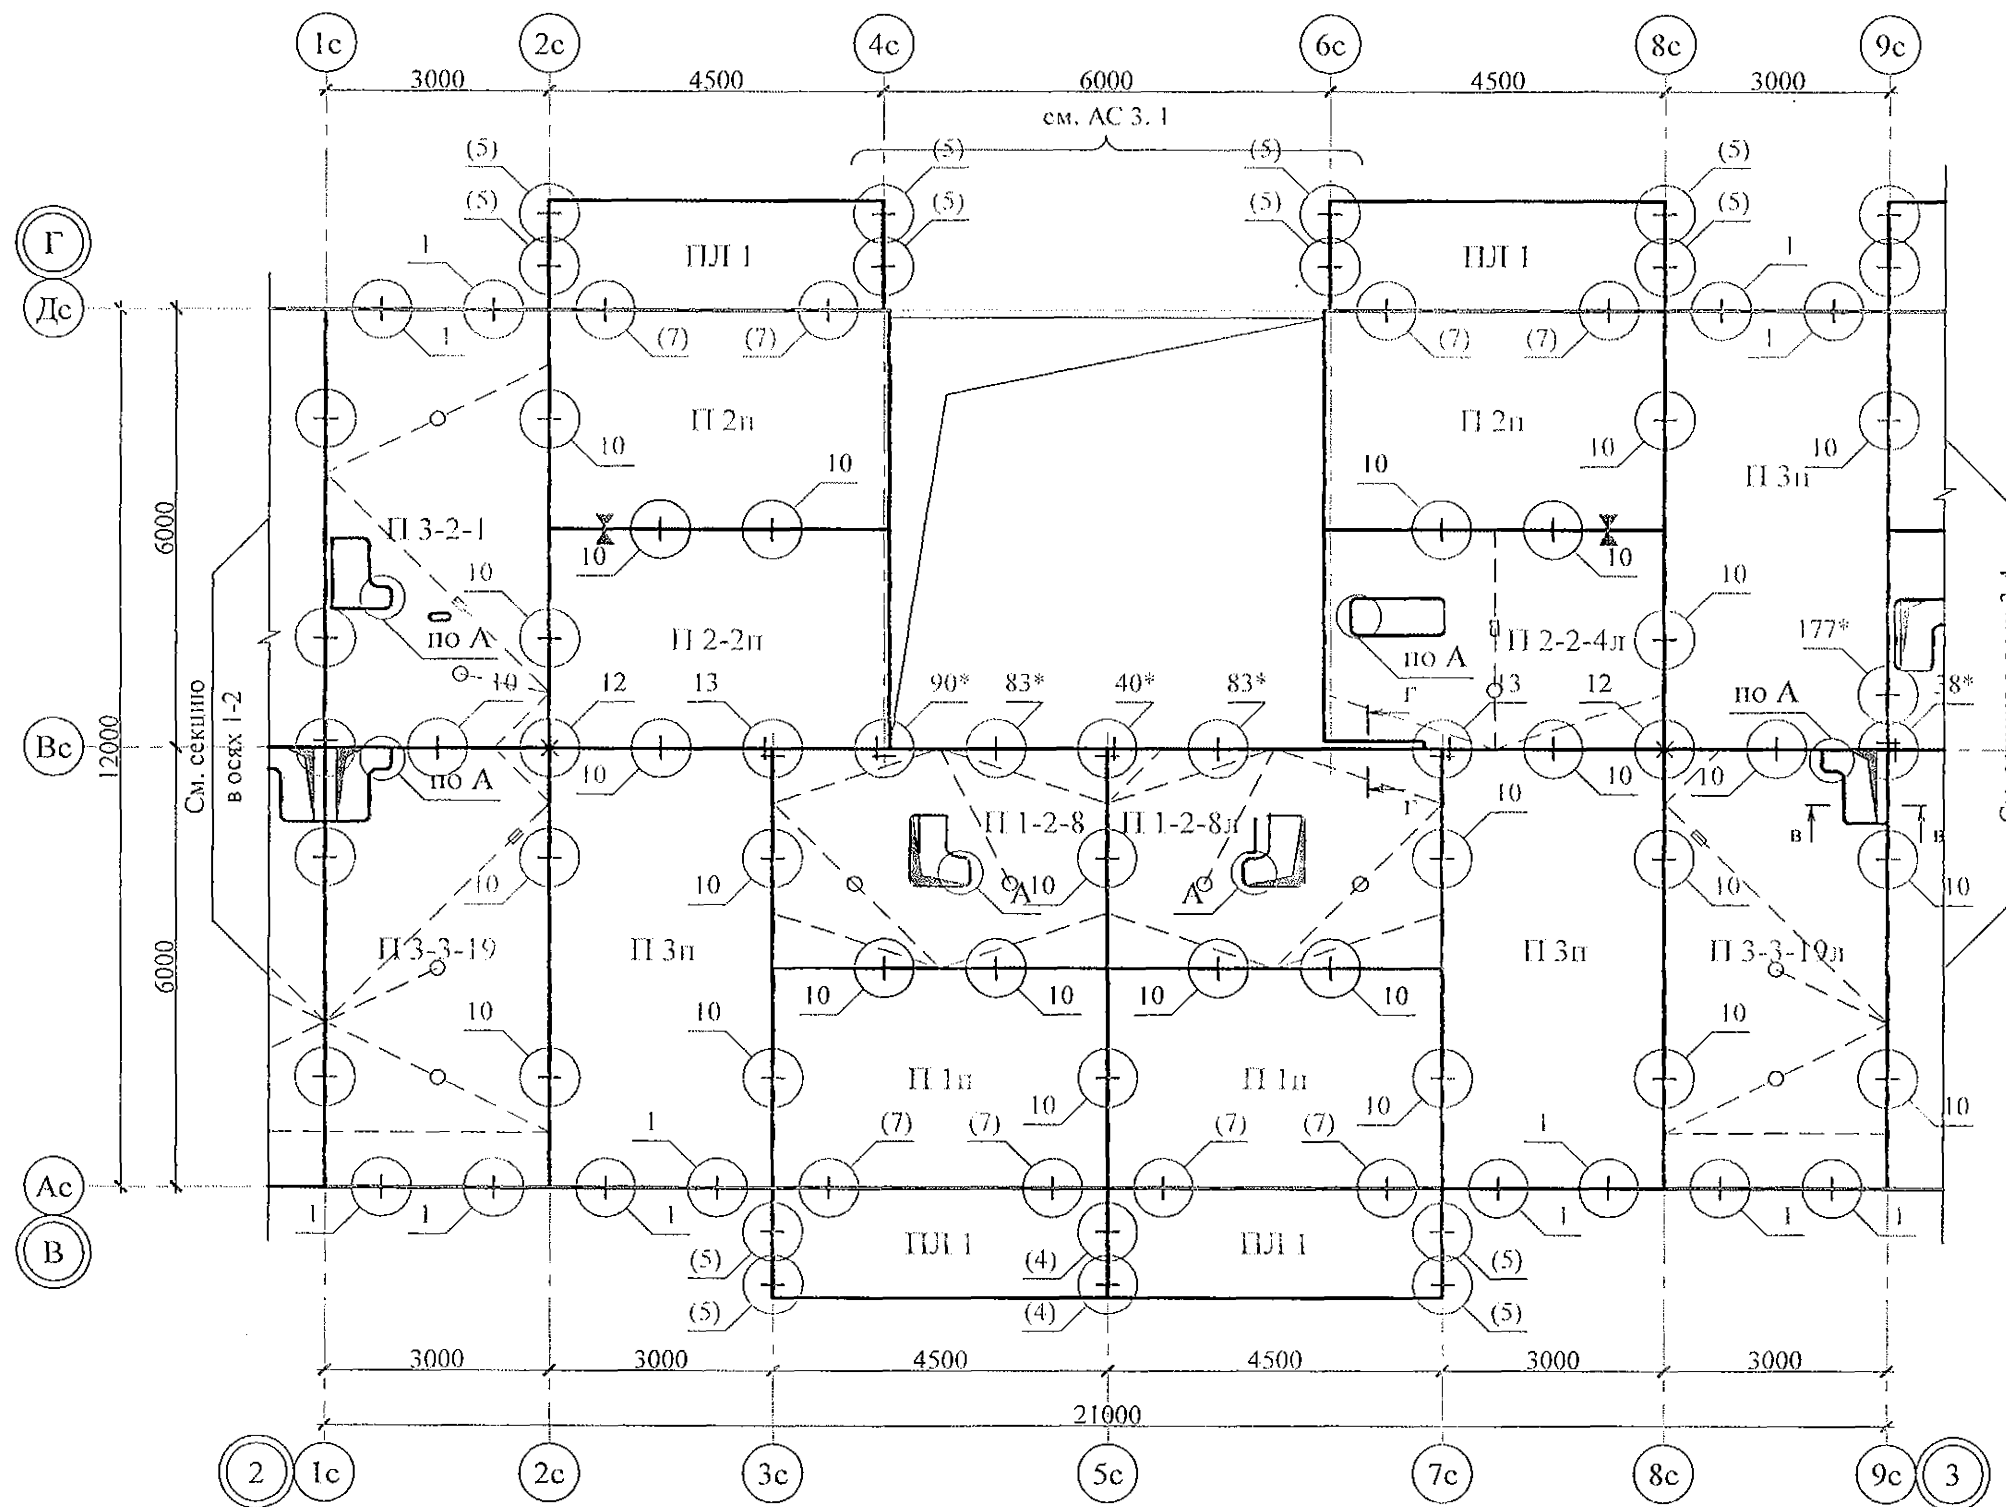 1с 2с 4с 6с 8с 9с
3000 4500 6000 4500 3000
см. АС 3. 1
(5) (5) (5) (5)
(5) (5) (5) (5)
Г
ПЛ 1 ПЛ 1
1 1
Дс
1 (7) (7) (7) (7) 1
П 2п П 2п
10 10 10
10 10 П 3п
6000
П 3-2-1
10 10
10 10
по А П 2-2п П 2-2-4л 177*
по А
10 12 13 90* 83* 40* 83* Г 13 12 по А 38*
См. секцию
в осях 1-2
Вс
12000
по А 10 10 10
Г 10
П 1-2-8 П 1-2-8л в в
10 10 10 А А 10 10
6000
П 3-3-19 П 3п П 3п П 3-3-19л
10 10 10 10
10 10 10
П 1п П 1п
10 10 10
1 (7) (7) (7) (7) 1
Ас
1 1 1 1 1 1
В
(5) ПЛ 1 (4) ПЛ 1 (5)
(5) (4) (5)
3000 3000 4500 4500 3000 3000
21000
2 1с 2с 3с 5с 7с 8с 9с 3